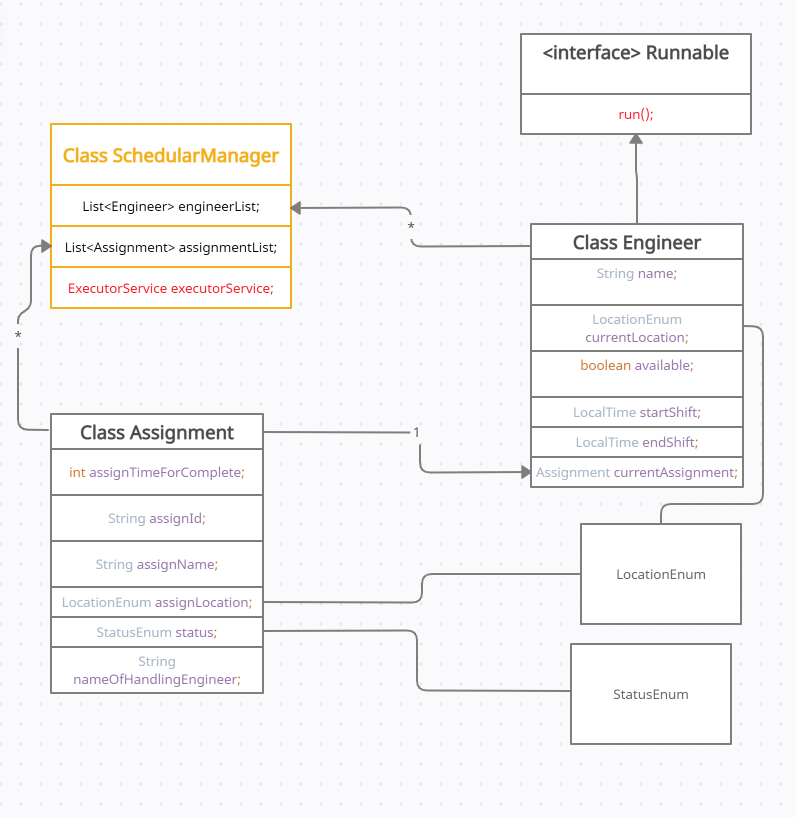 <interface> Runnable
run();
Class SchedularManager
List<Engineer> engineerList;
List<Assignment> assignmentList;
ExecutorService executorService;
*
*
Class Engineer
String name;
LocationEnum
currentLocation;
boolean available;
LocalTime startShift;
LocalTime endShift;
Assignment currentAssignment;
1
Class Assignment
int assignTimeForComplete;
String assignId;
String assignName;
LocationEnum assignLocation;
StatusEnum status;
String
nameOfHandlingEngineer;
LocationEnum
StatusEnum